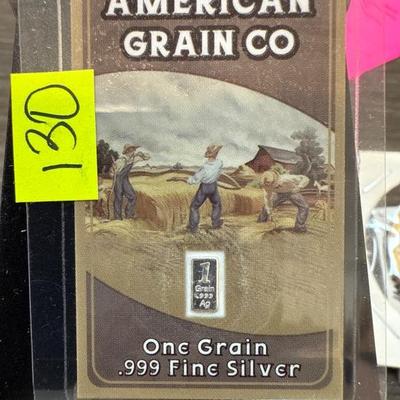 AMERICAN
GRAIN CO
130
1
Grain
.999
Ag
One Grain
.999 Fine Silver